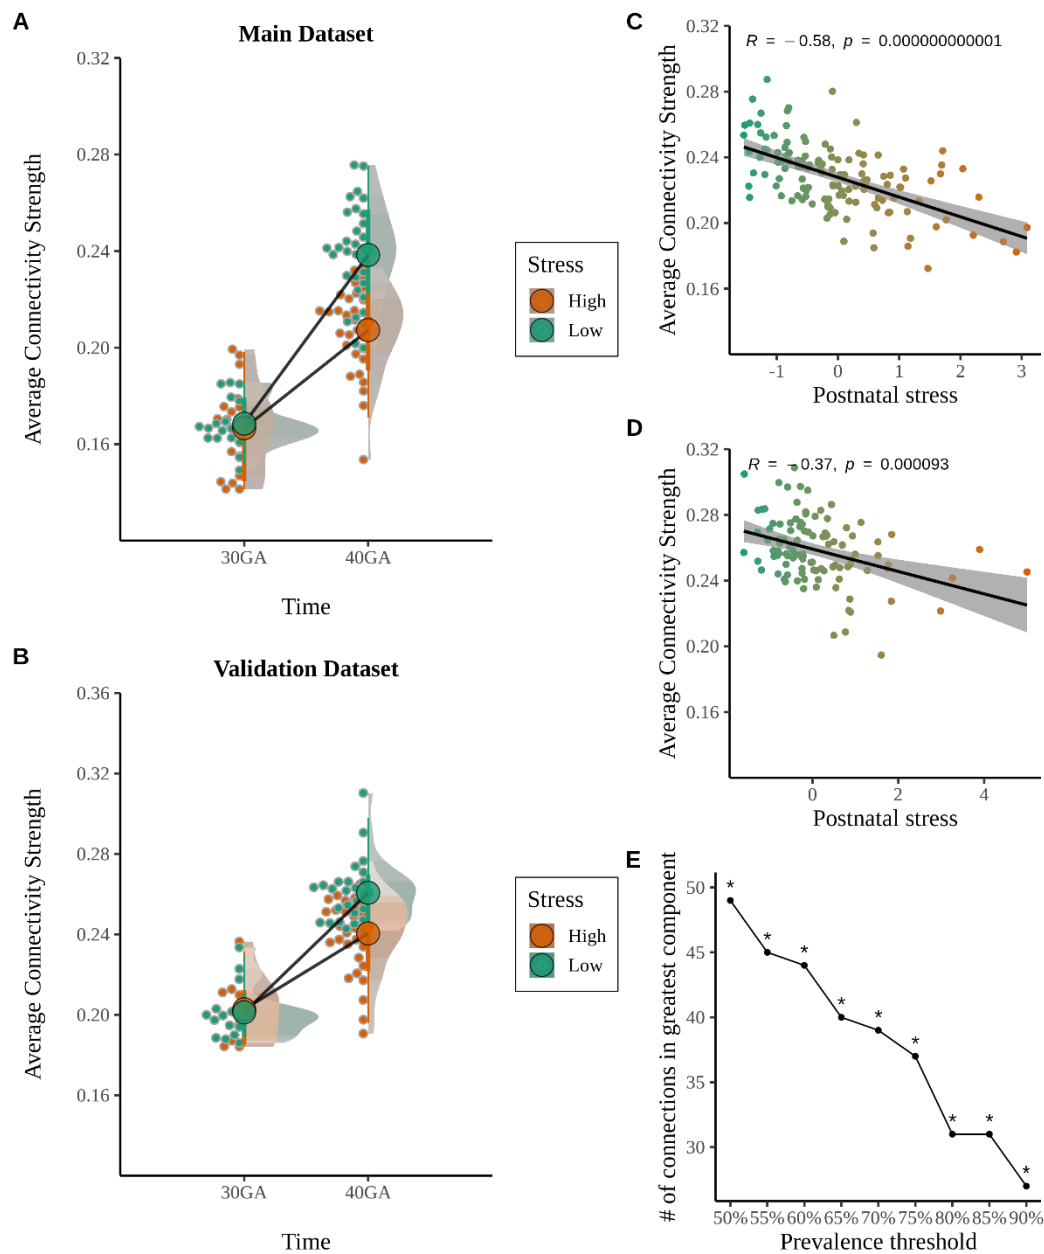 A
Main Dataset
Average Connectivity Strength
0.32
0.28
0.24
0.20
0.16
30GA
40GA
Time
Stress
High
Low
B
Validation Dataset
Average Connectivity Strength
0.36
0.32
0.28
0.24
0.20
0.16
30GA
40GA
Time
Stress
High
Low
C
R = −0.58, p = 0.000000000001
Average Connectivity Strength
0.32
0.28
0.24
0.20
0.16
-1
0
1
2
3
Postnatal stress
D
R = −0.37, p = 0.000093
Average Connectivity Strength
0.32
0.28
0.24
0.20
0.16
0
2
4
Postnatal stress
E
# of connections in greatest component
50
45
40
35
30
* * * * * * * * *
50% 55% 60% 65% 70% 75% 80% 85% 90%
Prevalence threshold